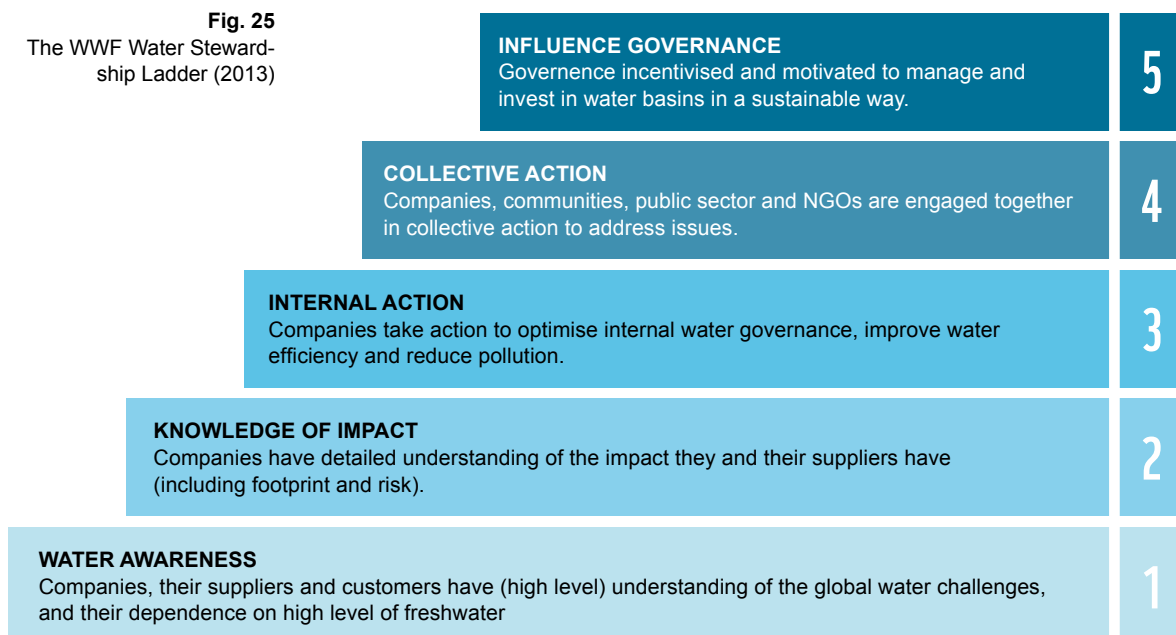 Fig. 25
The WWF Water Steward-
ship Ladder (2013)
INFLUENCE GOVERNANCE
Governence incentivised and motivated to manage and
invest in water basins in a sustainable way.
5
COLLECTIVE ACTION
Companies, communities, public sector and NGOs are engaged together
in collective action to address issues.
4
INTERNAL ACTION
Companies take action to optimise internal water governance, improve water
efficiency and reduce pollution.
3
KNOWLEDGE OF IMPACT
Companies have detailed understanding of the impact they and their suppliers have
(including footprint and risk).
2
WATER AWARENESS
Companies, their suppliers and customers have (high level) understanding of the global water challenges,
and their dependence on high level of freshwater
1